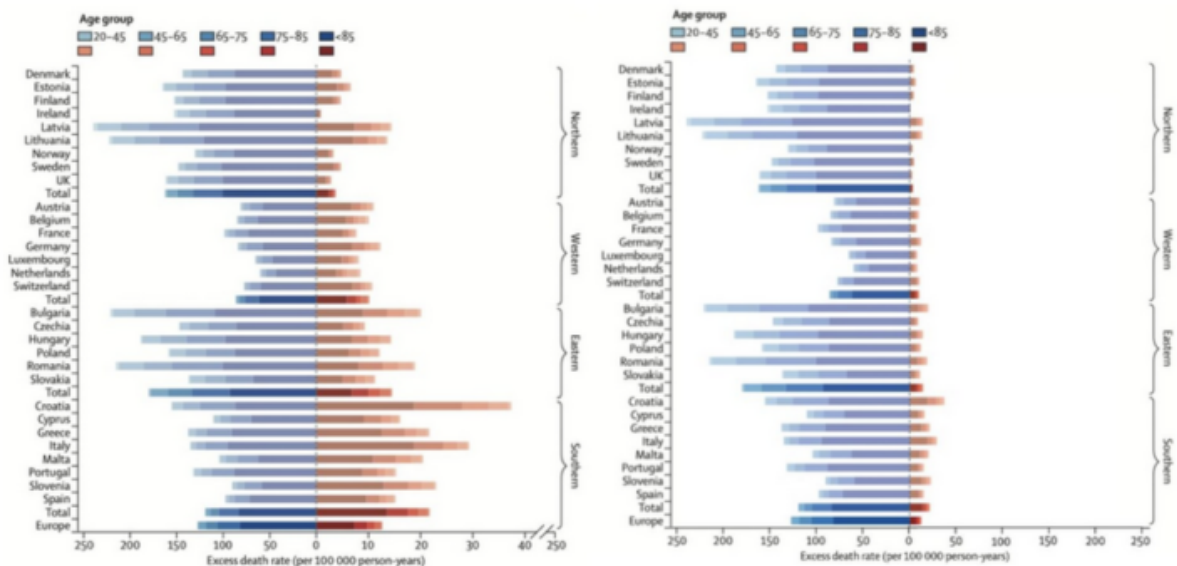 Age group
20–45 45–65 65–75 75–85 <85
Denmark
Estonia
Finland
Ireland
Latvia
Lithuania
Norway
Sweden
UK
Total
Northern
Austria
Belgium
France
Germany
Luxembourg
Netherlands
Switzerland
Total
Western
Bulgaria
Czechia
Hungary
Poland
Romania
Slovakia
Total
Eastern
Croatia
Cyprus
Greece
Italy
Malta
Portugal
Slovenia
Spain
Total
Europe
Southern
250 200 150 100 50 0 10 20 30 40 250
Excess death rate (per 100 000 person-years)
Age group
20–45 45–65 65–75 75–85 <85
Denmark
Estonia
Finland
Ireland
Latvia
Lithuania
Norway
Sweden
UK
Total
Northern
Austria
Belgium
France
Germany
Luxembourg
Netherlands
Switzerland
Total
Western
Bulgaria
Czechia
Hungary
Poland
Romania
Slovakia
Total
Eastern
Croatia
Cyprus
Greece
Italy
Malta
Portugal
Slovenia
Spain
Total
Europe
Southern
250 200 150 100 50 0 50 100 150 200 250
Excess death rate (per 100 000 person-years)